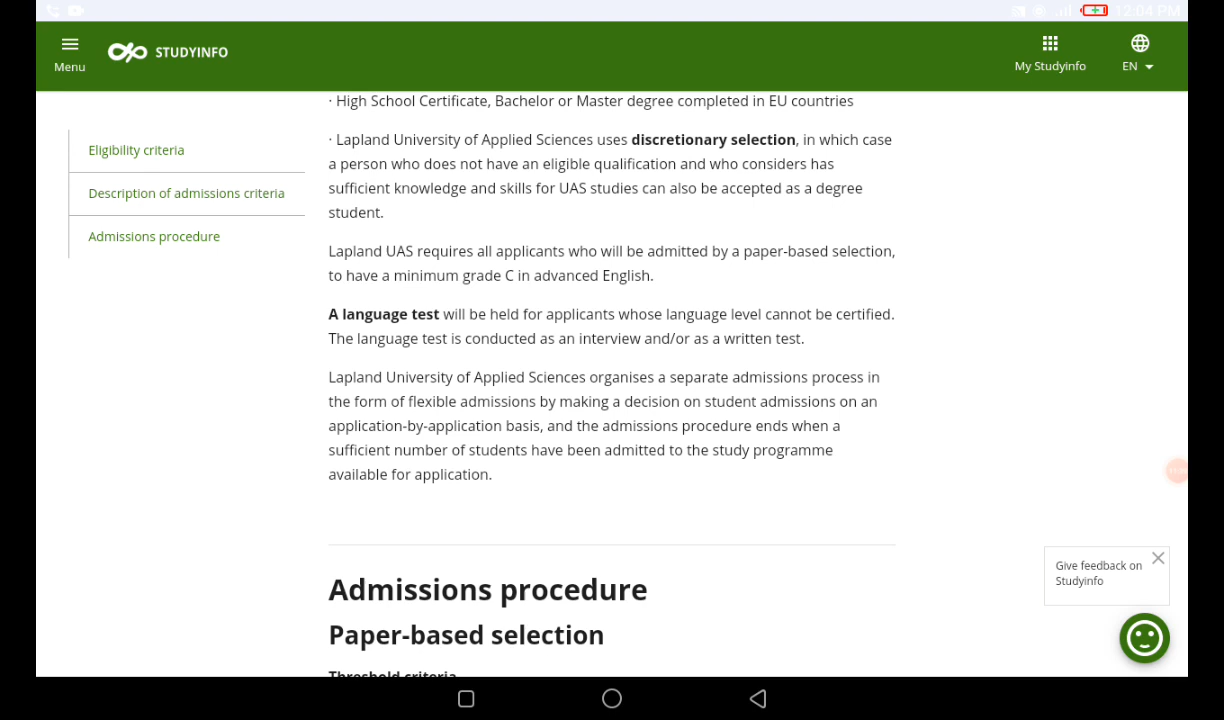 12:04 PM
Menu
STUDYINFO
My Studyinfo
EN
Eligibility criteria
Description of admissions criteria
Admissions procedure
· High School Certificate, Bachelor or Master degree completed in EU countries
· Lapland University of Applied Sciences uses discretionary selection, in which case
a person who does not have an eligible qualification and who considers has
sufficient knowledge and skills for UAS studies can also be accepted as a degree
student.
Lapland UAS requires all applicants who will be admitted by a paper-based selection,
to have a minimum grade C in advanced English.
A language test will be held for applicants whose language level cannot be certified.
The language test is conducted as an interview and/or as a written test.
Lapland University of Applied Sciences organises a separate admissions process in
the form of flexible admissions by making a decision on student admissions on an
application-by-application basis, and the admissions procedure ends when a
sufficient number of students have been admitted to the study programme
available for application.
Admissions procedure
Paper-based selection
Threshold criteria
Give feedback on
Studyinfo